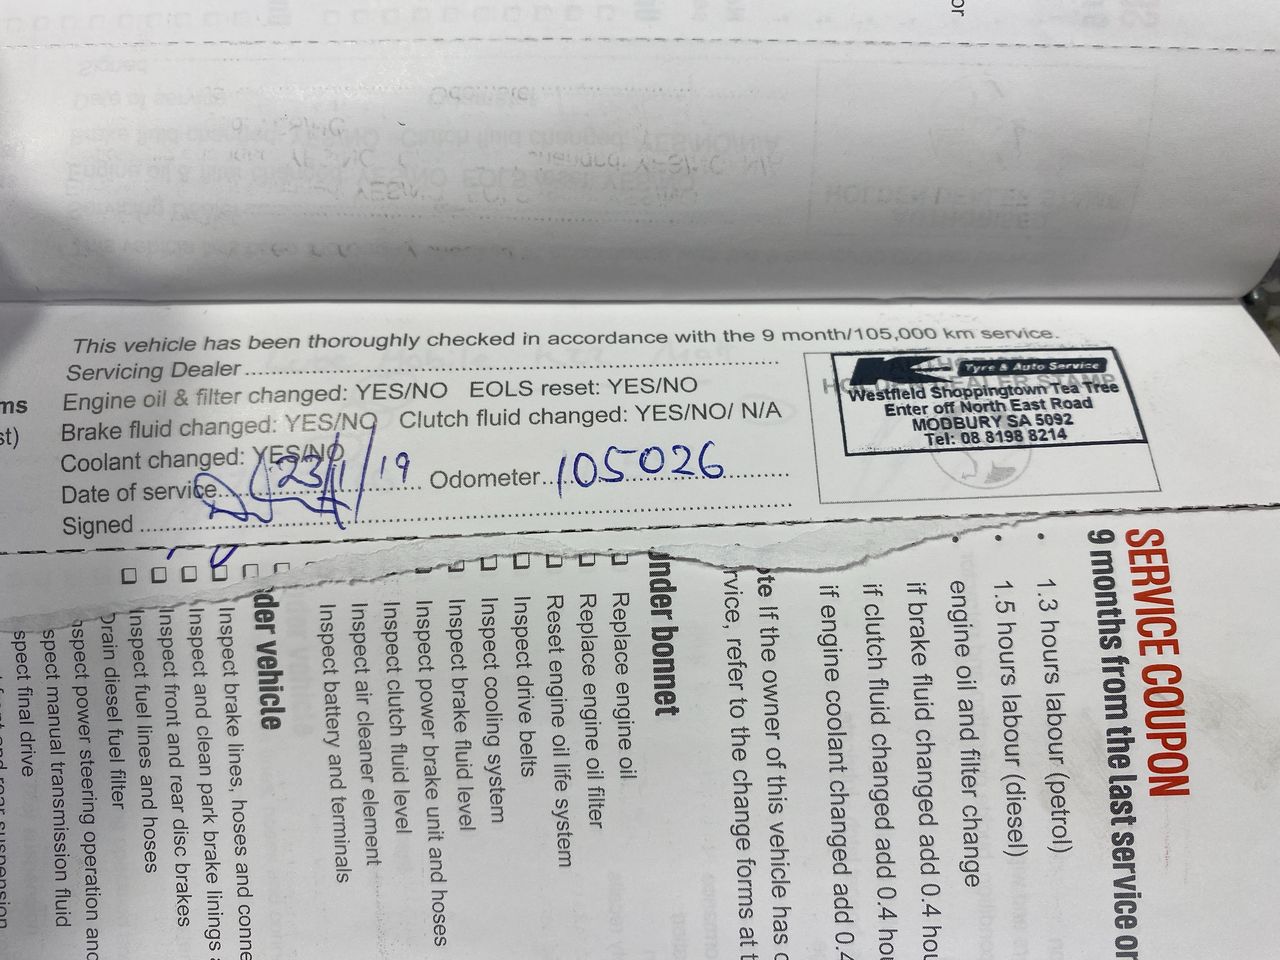 or
This vehicle has been thoroughly checked in accordance with the 9 month/105,000 km service.
Servicing Dealer
Engine oil & filter changed: YES/NO EOLS reset: YES/NO
Brake fluid changed: YES/NO Clutch fluid changed: YES/NO/ N/A
Coolant changed: YES/NO
Date of service 23/1/19 Odometer 105026
Signed
K Tyre & Auto Service
Westfield Shoppingtown Tea Tree
Enter off North East Road
MODBURY SA 5092
Tel: 08 8198 8214
ms
st)
SERVICE COUPON
9 months from the last service or
• 1.3 hours labour (petrol)
• 1.5 hours labour (diesel)
• engine oil and filter change
if brake fluid changed add 0.4 hou
if clutch fluid changed add 0.4 hou
if engine coolant changed add 0.4
ote If the owner of this vehicle has
rvice, refer to the change forms at t
nder bonnet
Replace engine oil
Replace engine oil filter
Reset engine oil life system
Inspect drive belts
Inspect cooling system
Inspect brake fluid level
Inspect power brake unit and hoses
Inspect clutch fluid level
Inspect air cleaner element
Inspect battery and terminals
der vehicle
Inspect brake lines, hoses and conne
Inspect and clean park brake linings
Inspect front and rear disc brakes
Inspect fuel lines and hoses
Drain diesel fuel filter
nspect power steering operation and
spect manual transmission fluid
spect final drive